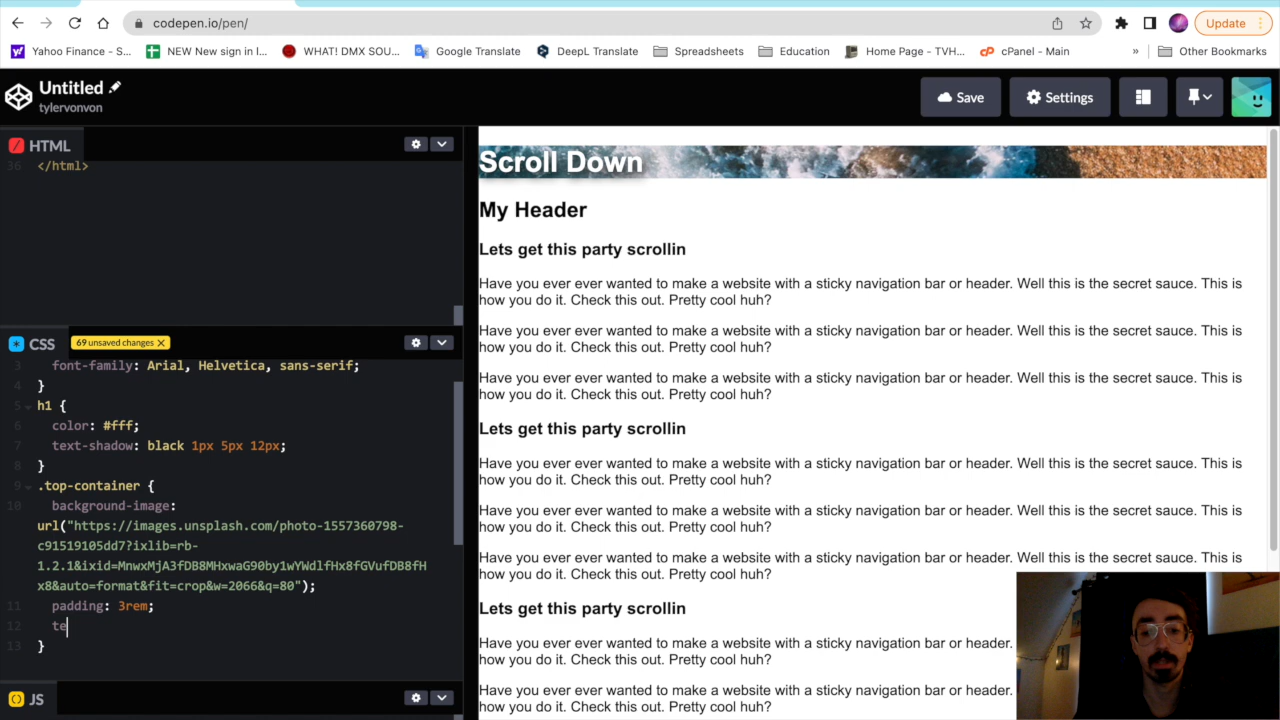 codepen.io/pen/
Update
Yahoo Finance - S...
NEW New sign in l...
WHAT! DMX SOU...
Google Translate
DeepL Translate
Spreadsheets
Education
Home Page - TVH...
cPanel - Main
»
Other Bookmarks
Untitled
tylervonvon
Save
Settings
HTML
36 </html>
CSS
69 unsaved changes X
3 font-family: Arial, Helvetica, sans-serif;
4 }
5 h1 {
6 color: #fff;
7 text-shadow: black 1px 5px 12px;
8 }
9 .top-container {
10 background-image:
url("https://images.unsplash.com/photo-1557360798-
c91519105dd7?ixlib=rb-
1.2.1&ixid=MnwxMjA3fDB8MHxwaG90by1wYWdlfHx8fGVufDB8fH
x8&auto=format&fit=crop&w=2066&q=80");
11 padding: 3rem;
12 te
13 }
JS
Scroll Down
My Header
Lets get this party scrollin
Have you ever ever wanted to make a website with a sticky navigation bar or header. Well this is the secret sauce. This is
how you do it. Check this out. Pretty cool huh?
Have you ever ever wanted to make a website with a sticky navigation bar or header. Well this is the secret sauce. This is
how you do it. Check this out. Pretty cool huh?
Have you ever ever wanted to make a website with a sticky navigation bar or header. Well this is the secret sauce. This is
how you do it. Check this out. Pretty cool huh?
Lets get this party scrollin
Have you ever ever wanted to make a website with a sticky navigation bar or header. Well this is the secret sauce. This is
how you do it. Check this out. Pretty cool huh?
Have you ever ever wanted to make a website with a sticky navigation bar or header. Well this is the secret sauce. This is
how you do it. Check this out. Pretty cool huh?
Have you ever ever wanted to make a website with a sticky navigation bar or header. Well this is the secret sauce. This is
how you do it. Check this out. Pretty cool huh?
Lets get this party scrollin
Have you ever ever wanted to make a website with a sticky navigation bar or header.
how you do it. Check this out. Pretty cool huh?
Have you ever ever wanted to make a website with a sticky navigation bar or header.
how you do it. Check this out. Pretty cool huh?